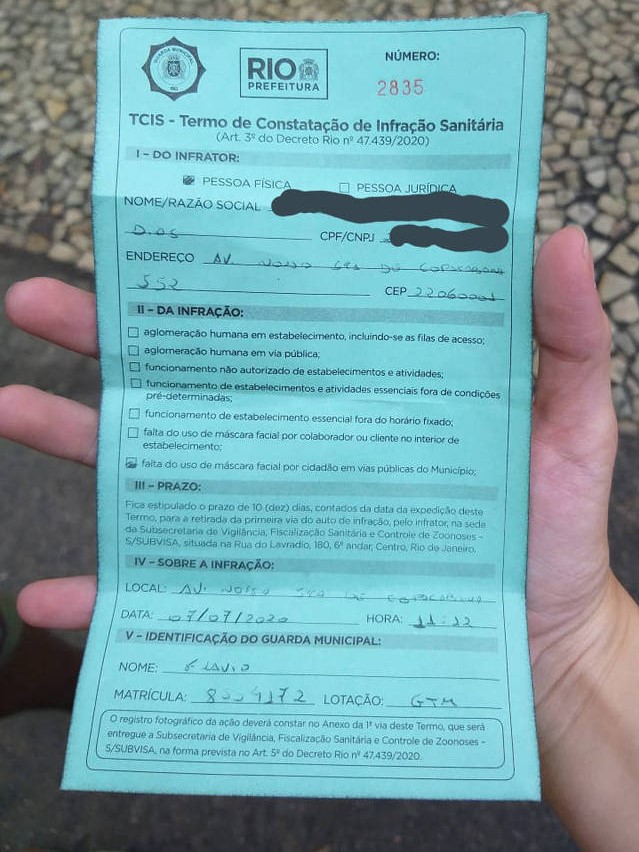 GUARDA MUNICIPAL
RIO
PREFEITURA
NÚMERO:
2835
TCIS - Termo de Constatação de Infração Sanitária
(Art. 3º do Decreto Rio nº 47.439/2020)
I – DO INFRATOR:
PESSOA FÍSICA PESSOA JURÍDICA
NOME/RAZÃO SOCIAL
CPF/CNPJ
ENDEREÇO AV. DE COPACABANA
552 CEP
II – DA INFRAÇÃO:
aglomeração humana em estabelecimento, incluindo-se as filas de acesso;
aglomeração humana em via pública;
funcionamento não autorizado de estabelecimentos e atividades;
funcionamento de estabelecimentos e atividades essenciais fora de condições
pré-determinadas;
funcionamento de estabelecimento essencial fora do horário fixado;
falta do uso de máscara facial por colaborador ou cliente no interior de
estabelecimento;
falta do uso de máscara facial por cidadão em vias públicas do Município;
III – PRAZO:
Fica estipulado o prazo de 10 (dez) dias, contados da data da expedição deste
Termo, para a retirada da primeira via do auto de infração, pelo infrator, na sede
da Subsecretaria de Vigilância, Fiscalização Sanitária e Controle de Zoonoses –
S/SUBVISA, situada na Rua do Lavradio, 180, 6º andar, Centro, Rio de Janeiro.
IV – SOBRE A INFRAÇÃO:
LOCAL: AV. DE COPACABANA
DATA: 07/07/2020 HORA: 11:12
V – IDENTIFICAÇÃO DO GUARDA MUNICIPAL:
NOME: FLAVIO
MATRÍCULA: LOTAÇÃO: GTM
O registro fotográfico da ação deverá constar no Anexo da 1ª via deste Termo, que será
entregue a Subsecretaria de Vigilância, Fiscalização Sanitária e Controle de Zoonoses –
S/SUBVISA, na forma prevista no Art. 5º do Decreto Rio nº 47.439/2020.